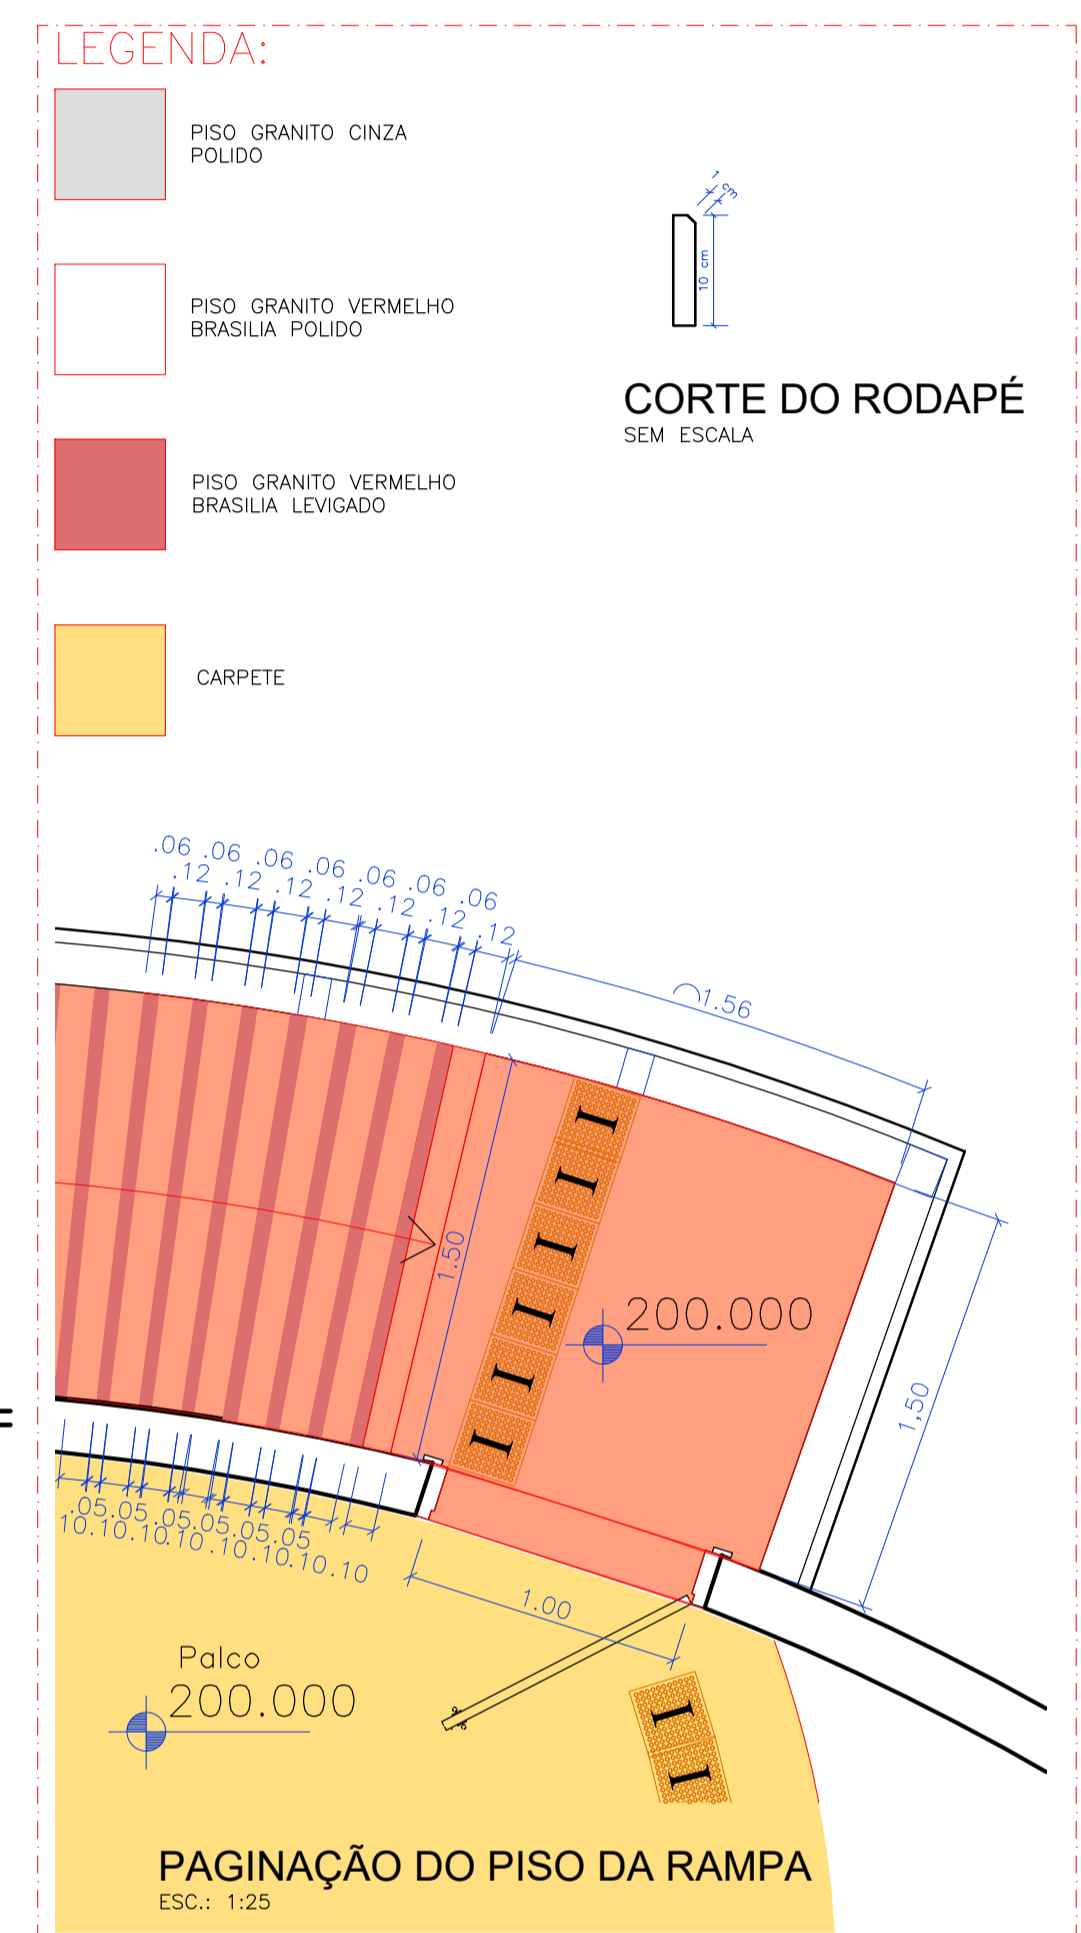 LEGENDA:
PISO GRANITO CINZA
POLIDO
1 cm
10 cm
PISO GRANITO VERMELHO
BRASILIA POLIDO
CORTE DO RODAPÉ
SEM ESCALA
PISO GRANITO VERMELHO
BRASILIA LEVIGADO
CARPETE
.06 .06 .06 .06 .06 .06 .06
.12 .12 .12 .12 .12 .12 .12
1.56
1.50
I
I
I
I
I
I
200.000
1,50
.05.05.05.05.05.05
10.10.10.10.10.10.10
1.00
Palco
200.000
I
I
PAGINAÇÃO DO PISO DA RAMPA
ESC.: 1:25